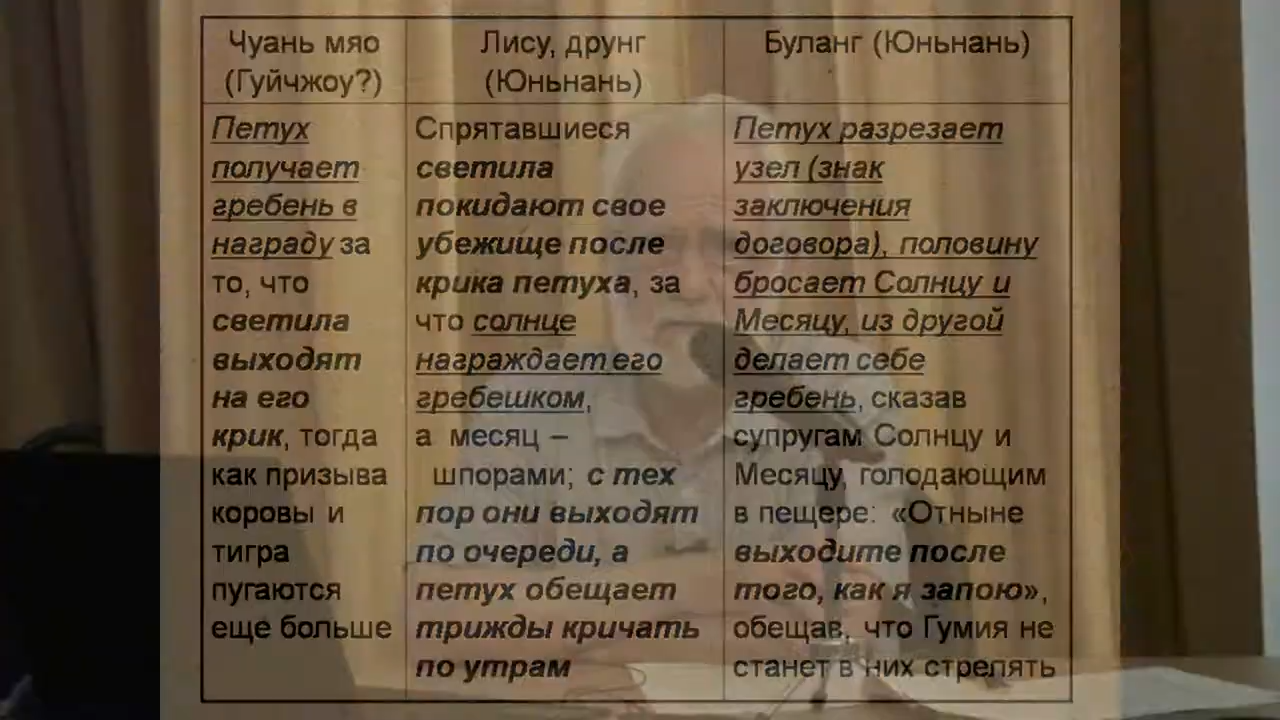 Чуань мяо
(Гуйчжоу?)
Лису, друнг
(Юньнань)
Буланг (Юньнань)
Петух
получает
гребень в
награду за
то, что
светила
выходят
на его
крик, тогда
как призыва
коровы и
тигра
пугаются
еще больше
Спрятавшиеся
светила
покидают свое
убежище после
крика петуха, за
что солнце
награждает его
гребешком,
а месяц –
шпорами; с тех
пор они выходят
по очереди, а
петух обещает
трижды кричать
по утрам
Петух разрезает
узел (знак
заключения
договора), половину
бросает Солнцу и
Месяцу, из другой
делает себе
гребень, сказав
супругам Солнцу и
Месяцу, голодающим
в пещере: «Отныне
выходите после
того, как я запою»,
обещав, что Гумия не
станет в них стрелять